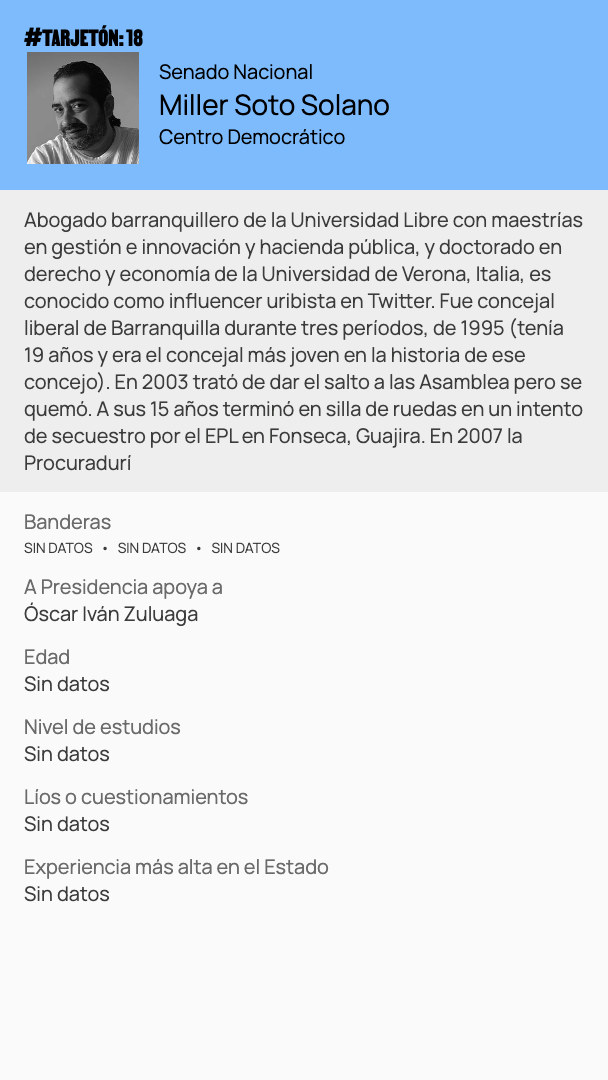 #TARJETÓN: 18
Senado Nacional
Miller Soto Solano
Centro Democrático
Abogado barranquillero de la Universidad Libre con maestrías
en gestión e innovación y hacienda pública, y doctorado en
derecho y economía de la Universidad de Verona, Italia, es
conocido como influencer uribista en Twitter. Fue concejal
liberal de Barranquilla durante tres períodos, de 1995 (tenía
19 años y era el concejal más joven en la historia de ese
concejo). En 2003 trató de dar el salto a las Asamblea pero se
quemó. A sus 15 años terminó en silla de ruedas en un intento
de secuestro por el EPL en Fonseca, Guajira. En 2007 la
Procuradurí
Banderas
SIN DATOS • SIN DATOS • SIN DATOS
A Presidencia apoya a
Óscar Iván Zuluaga
Edad
Sin datos
Nivel de estudios
Sin datos
Líos o cuestionamientos
Sin datos
Experiencia más alta en el Estado
Sin datos